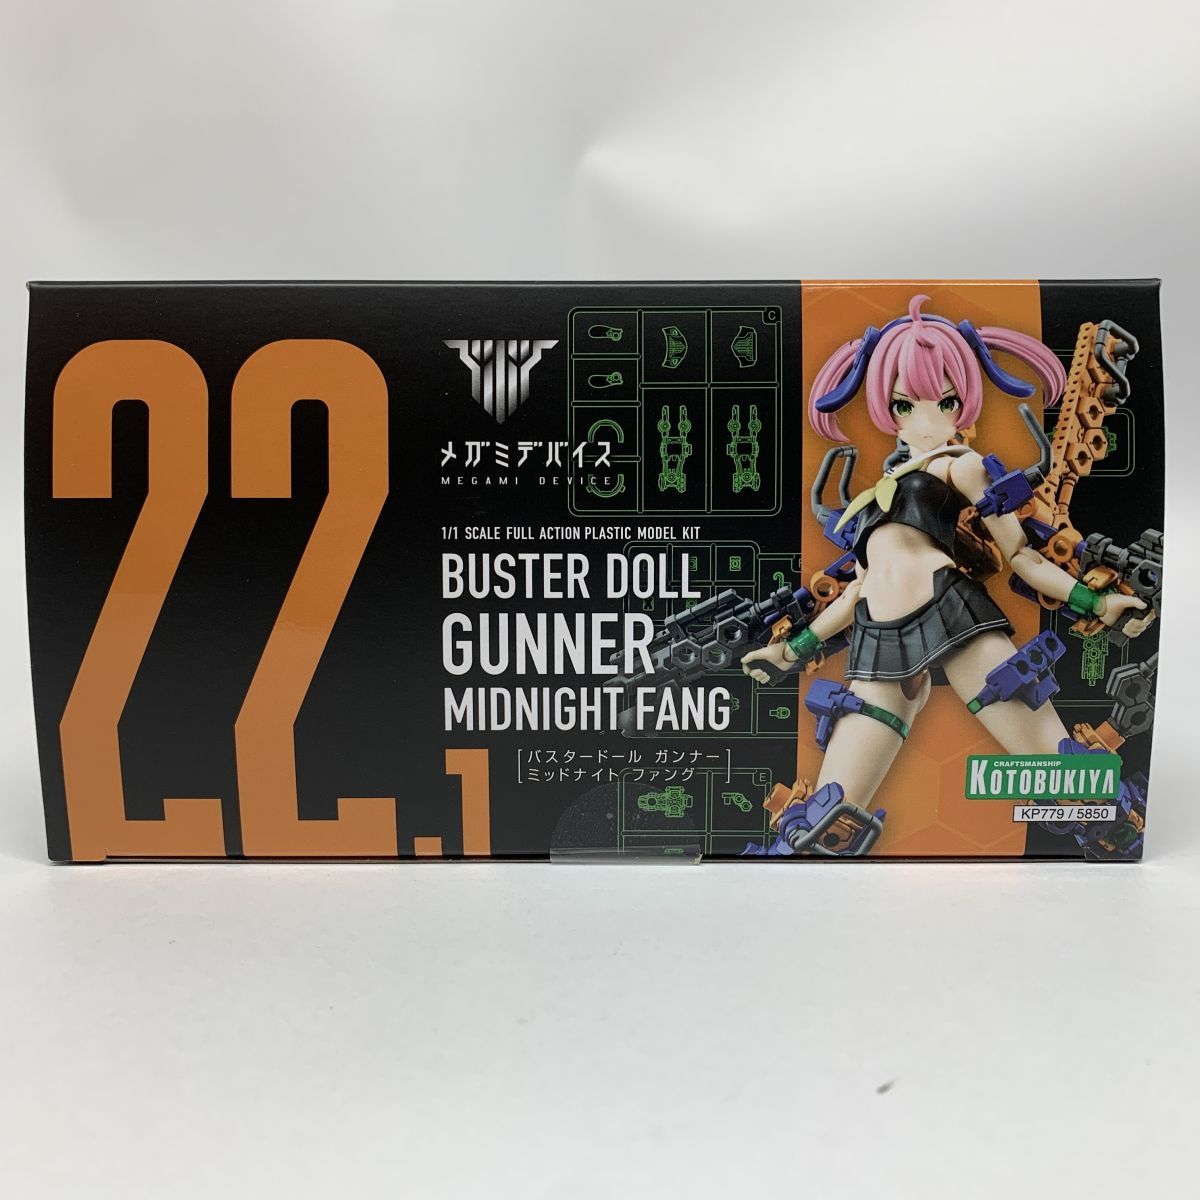 22.1
メガミデバイス
MEGAMI DEVICE
1/1 SCALE FULL ACTION PLASTIC MODEL KIT
BUSTER DOLL
GUNNER
MIDNIGHT FANG
[バスタードール ガンナー
ミッドナイト ファング]
C
E
CRAFTSMANSHIP
KOTOBUKIYA
KP779 / 5850